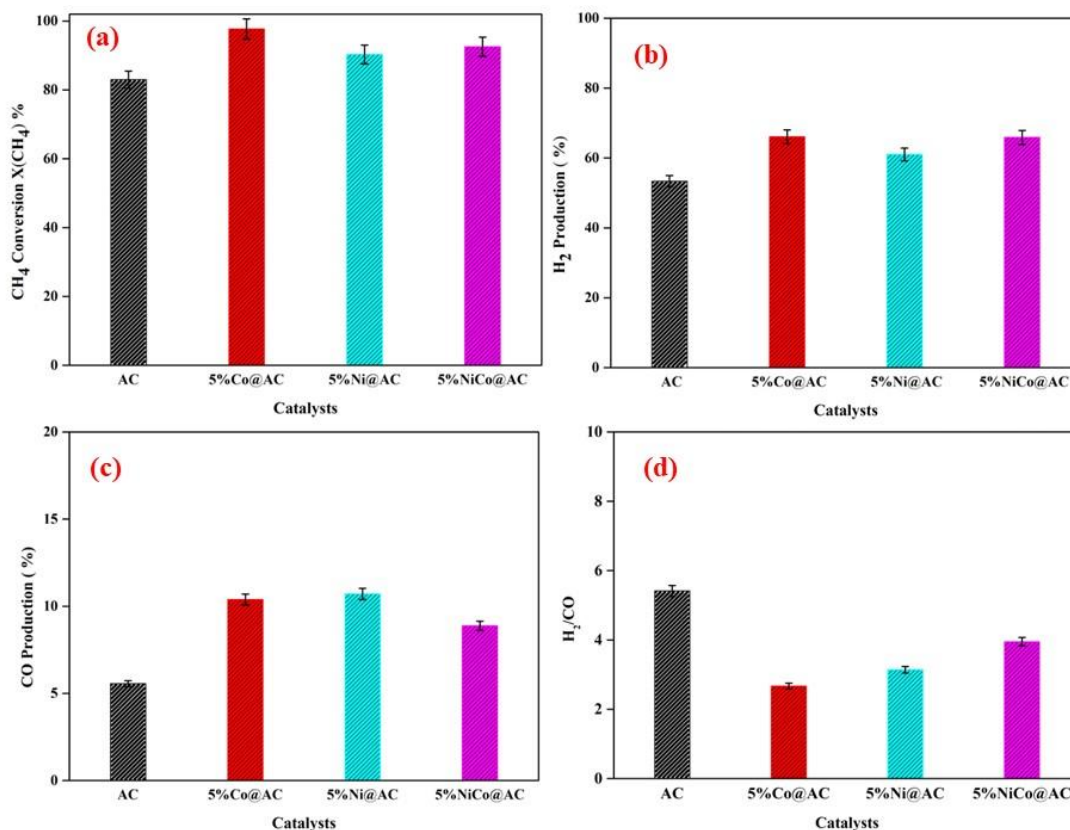 (a)
CH4 Conversion X(CH4) %
100
80
60
40
20
0
AC 5%Co@AC 5%Ni@AC 5%NiCo@AC
Catalysts
(b)
H2 Production ( %)
100
80
60
40
20
0
AC 5%Co@AC 5%Ni@AC 5%NiCo@AC
Catalysts
(c)
CO Production ( %)
20
15
10
5
0
AC 5%Co@AC 5%Ni@AC 5%NiCo@AC
Catalysts
(d)
H2/CO
10
8
6
4
2
0
AC 5%Co@AC 5%Ni@AC 5%NiCo@AC
Catalysts